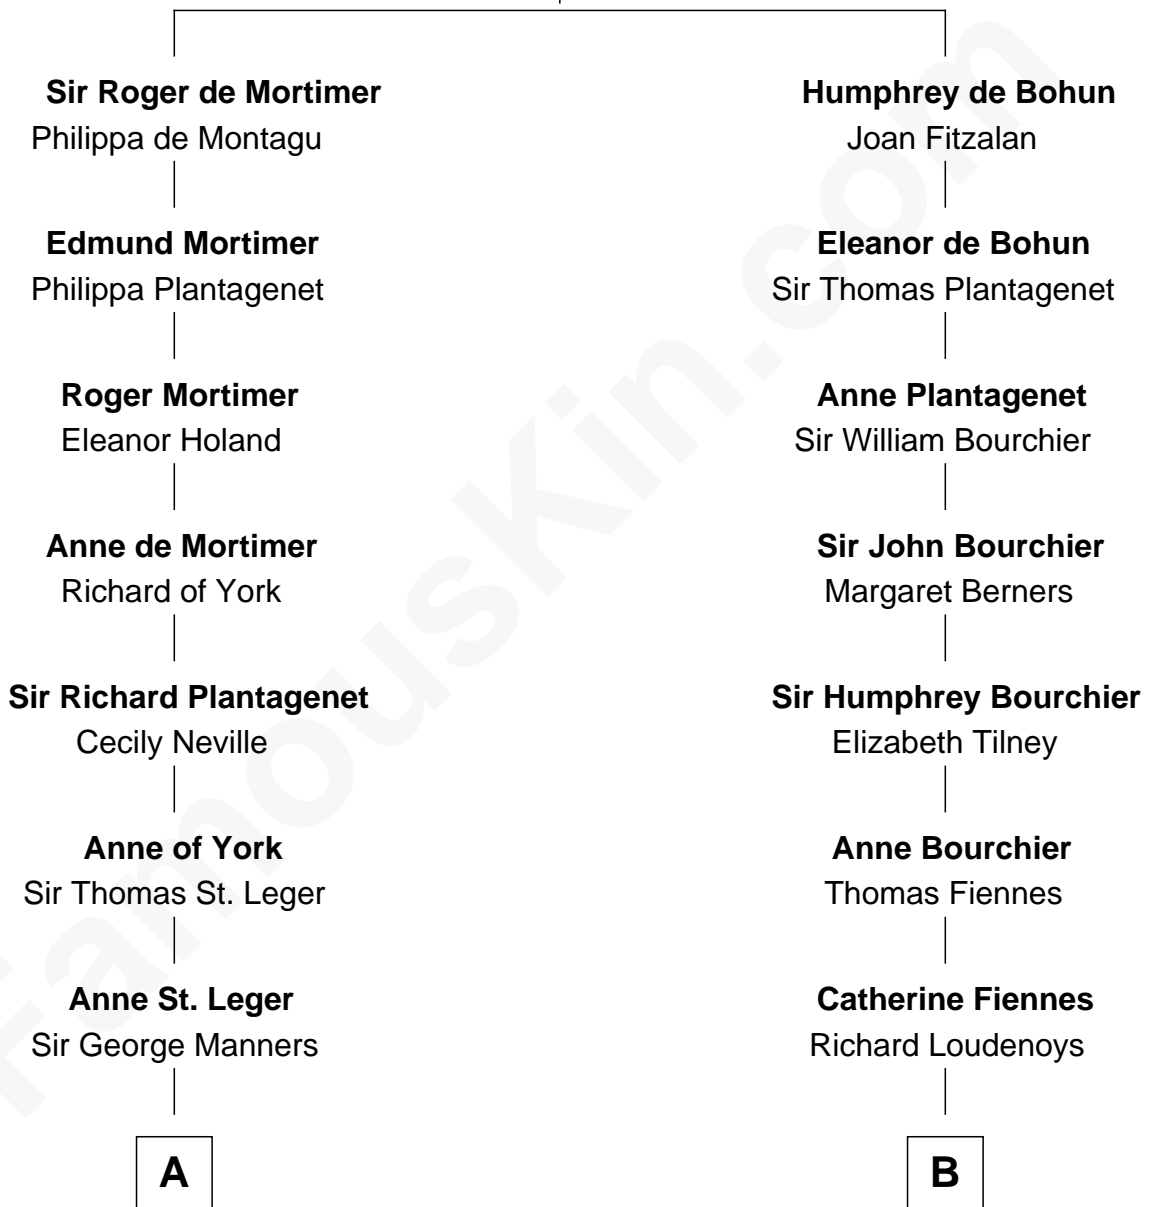 Sir Roger de Mortimer
Philippa de Montagu
Edmund Mortimer
Philippa Plantagenet
Roger Mortimer
Eleanor Holand
Anne de Mortimer
Richard of York
Sir Richard Plantagenet
Cecily Neville
Anne of York
Sir Thomas St. Leger
Anne St. Leger
Sir George Manners
A
Humphrey de Bohun
Joan Fitzalan
Eleanor de Bohun
Sir Thomas Plantagenet
Anne Plantagenet
Sir William Bourchier
Sir John Bourchier
Margaret Berners
Sir Humphrey Bourchier
Elizabeth Tilney
Anne Bourchier
Thomas Fiennes
Catherine Fiennes
Richard Loudenoys
B
FamousKin.com